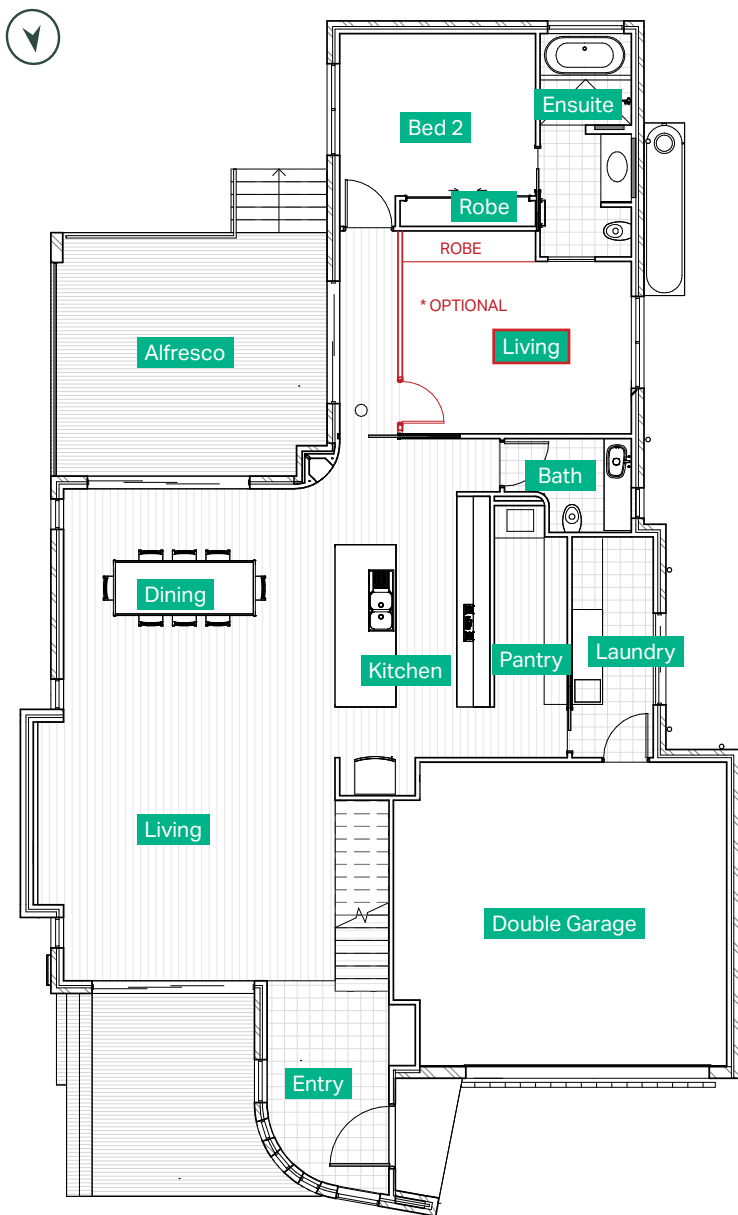 Ensuite
Bed 2
Robe
ROBE
* OPTIONAL
Living
Alfresco
Bath
Dining
Kitchen
Pantry
Laundry
Living
Double Garage
Entry